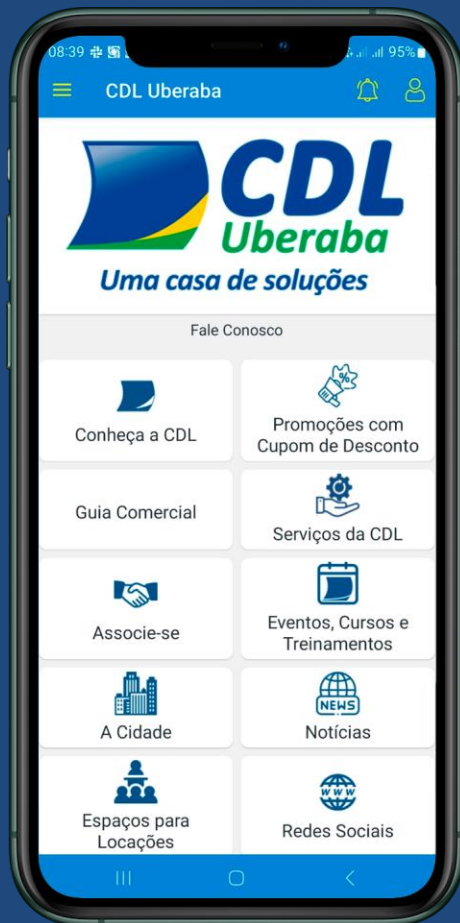 08:39
95%
CDL Uberaba
CDL
Uberaba
Uma casa de soluções
Fale Conosco
Conheça a CDL
%
Promoções com
Cupom de Desconto
Guia Comercial
Serviços da CDL
Associe-se
Eventos, Cursos e
Treinamentos
A Cidade
NEWS
Notícias
Espaços para
Locações
WWW
Redes Sociais